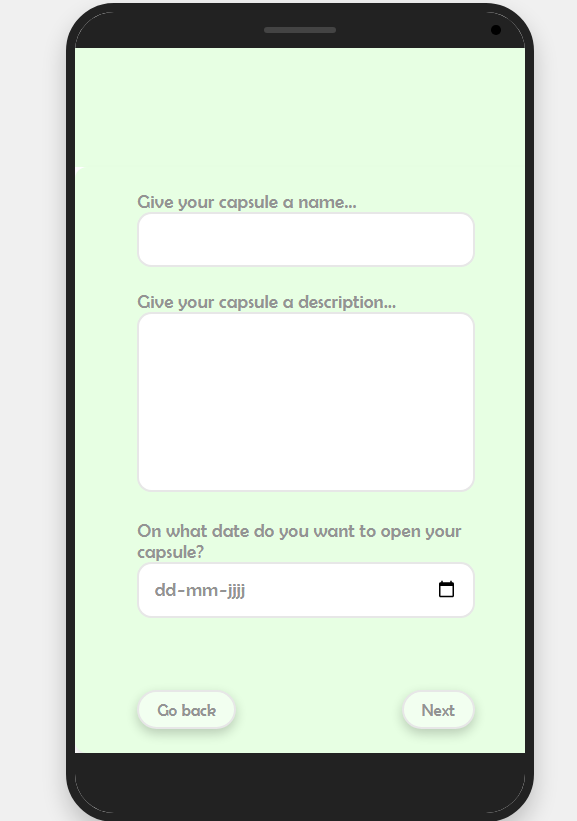 Give your capsule a name...
Give your capsule a description...
On what date do you want to open your
capsule?
dd-mm-jjjj
Go back
Next